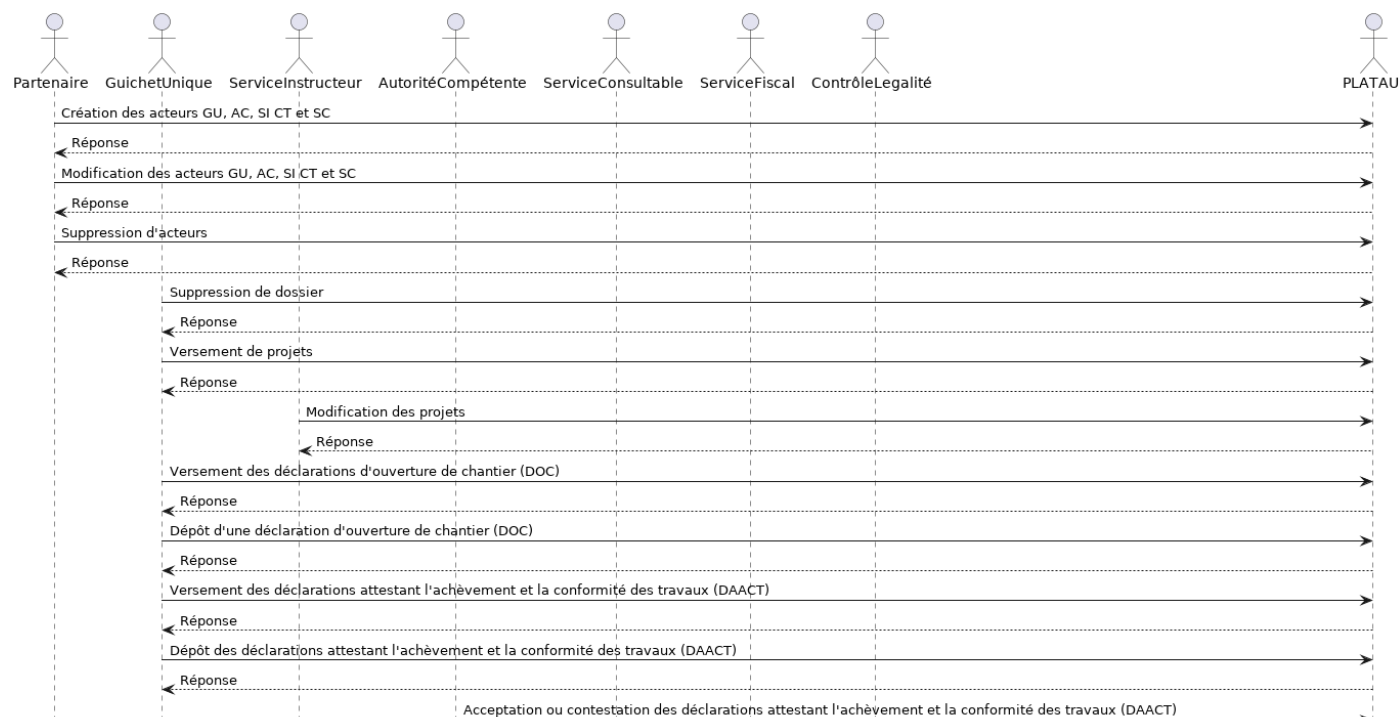 Partenaire GuichetUnique ServiceInstructeur AutoritéCompétente ServiceConsultable ServiceFiscal ContrôleLegalité PLATAU
Création des acteurs GU, AC, SI CT et SC
Réponse
Modification des acteurs GU, AC, SI CT et SC
Réponse
Suppression d'acteurs
Réponse
Suppression de dossier
Réponse
Versement de projets
Réponse
Modification des projets
Réponse
Versement des déclarations d'ouverture de chantier (DOC)
Réponse
Dépôt d'une déclaration d'ouverture de chantier (DOC)
Réponse
Versement des déclarations attestant l'achèvement et la conformité des travaux (DAACT)
Réponse
Dépôt des déclarations attestant l'achèvement et la conformité des travaux (DAACT)
Réponse
Acceptation ou contestation des déclarations attestant l'achèvement et la conformité des travaux (DAACT)